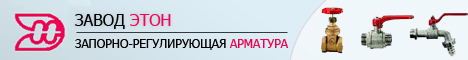 ЗАВОД ЭТОН
ЗАПОРНО-РЕГУЛИРУЮЩАЯ АРМАТУРА